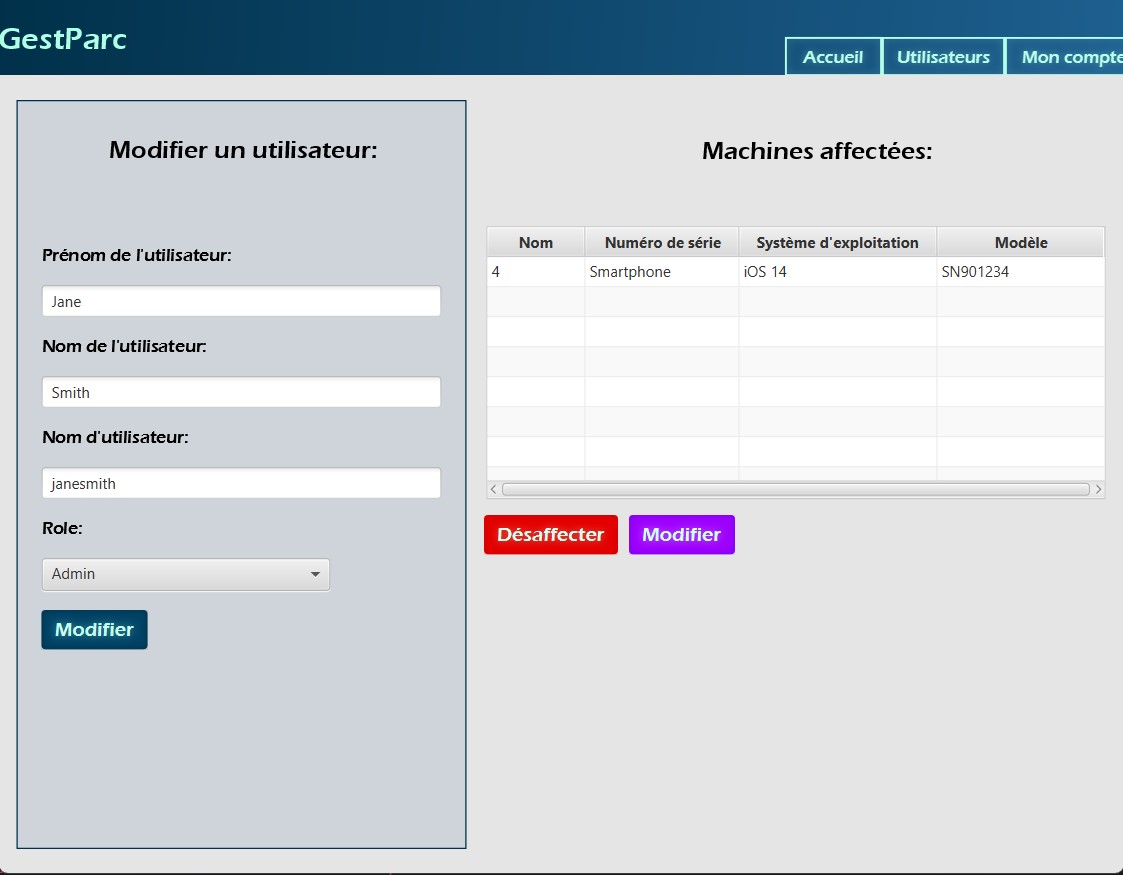 GestParc
Accueil Utilisateurs Mon compte
Modifier un utilisateur:
Prénom de l'utilisateur:
Jane
Nom de l'utilisateur:
Smith
Nom d'utilisateur:
janesmith
Role:
Admin
Modifier
Machines affectées:
Nom Numéro de série Système d'exploitation Modèle
4 Smartphone iOS 14 SN901234
Désaffecter Modifier